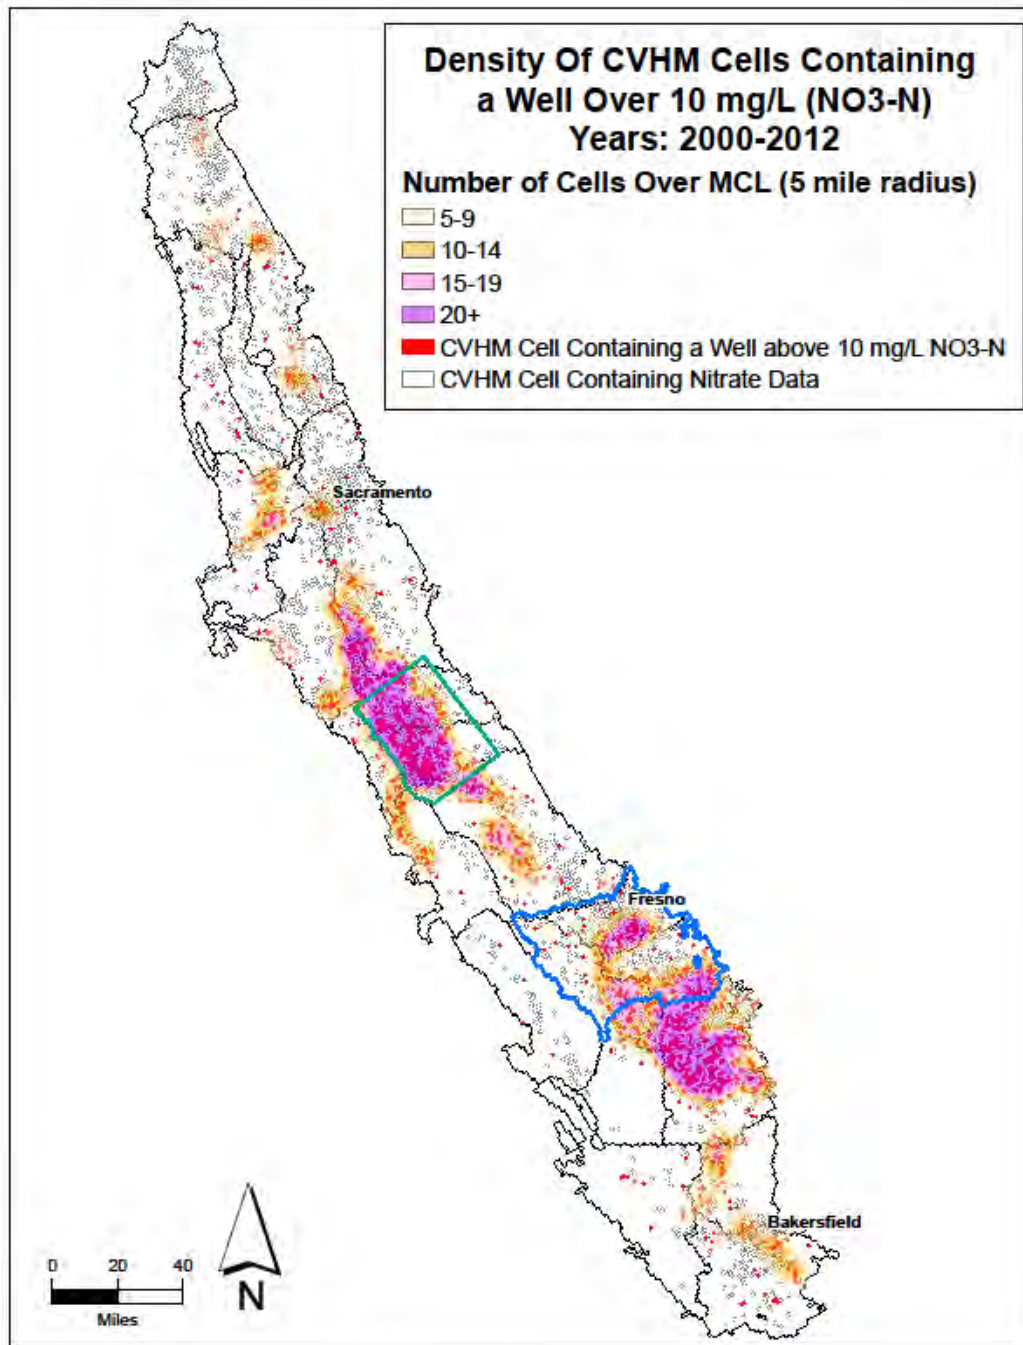 Density Of CVHM Cells Containing
a Well Over 10 mg/L (NO3-N)
Years: 2000-2012
Number of Cells Over MCL (5 mile radius)
5-9
10-14
15-19
20+
CVHM Cell Containing a Well above 10 mg/L NO3-N
CVHM Cell Containing Nitrate Data
Sacramento
Fresno
Bakersfield
0 20 40
Miles
N